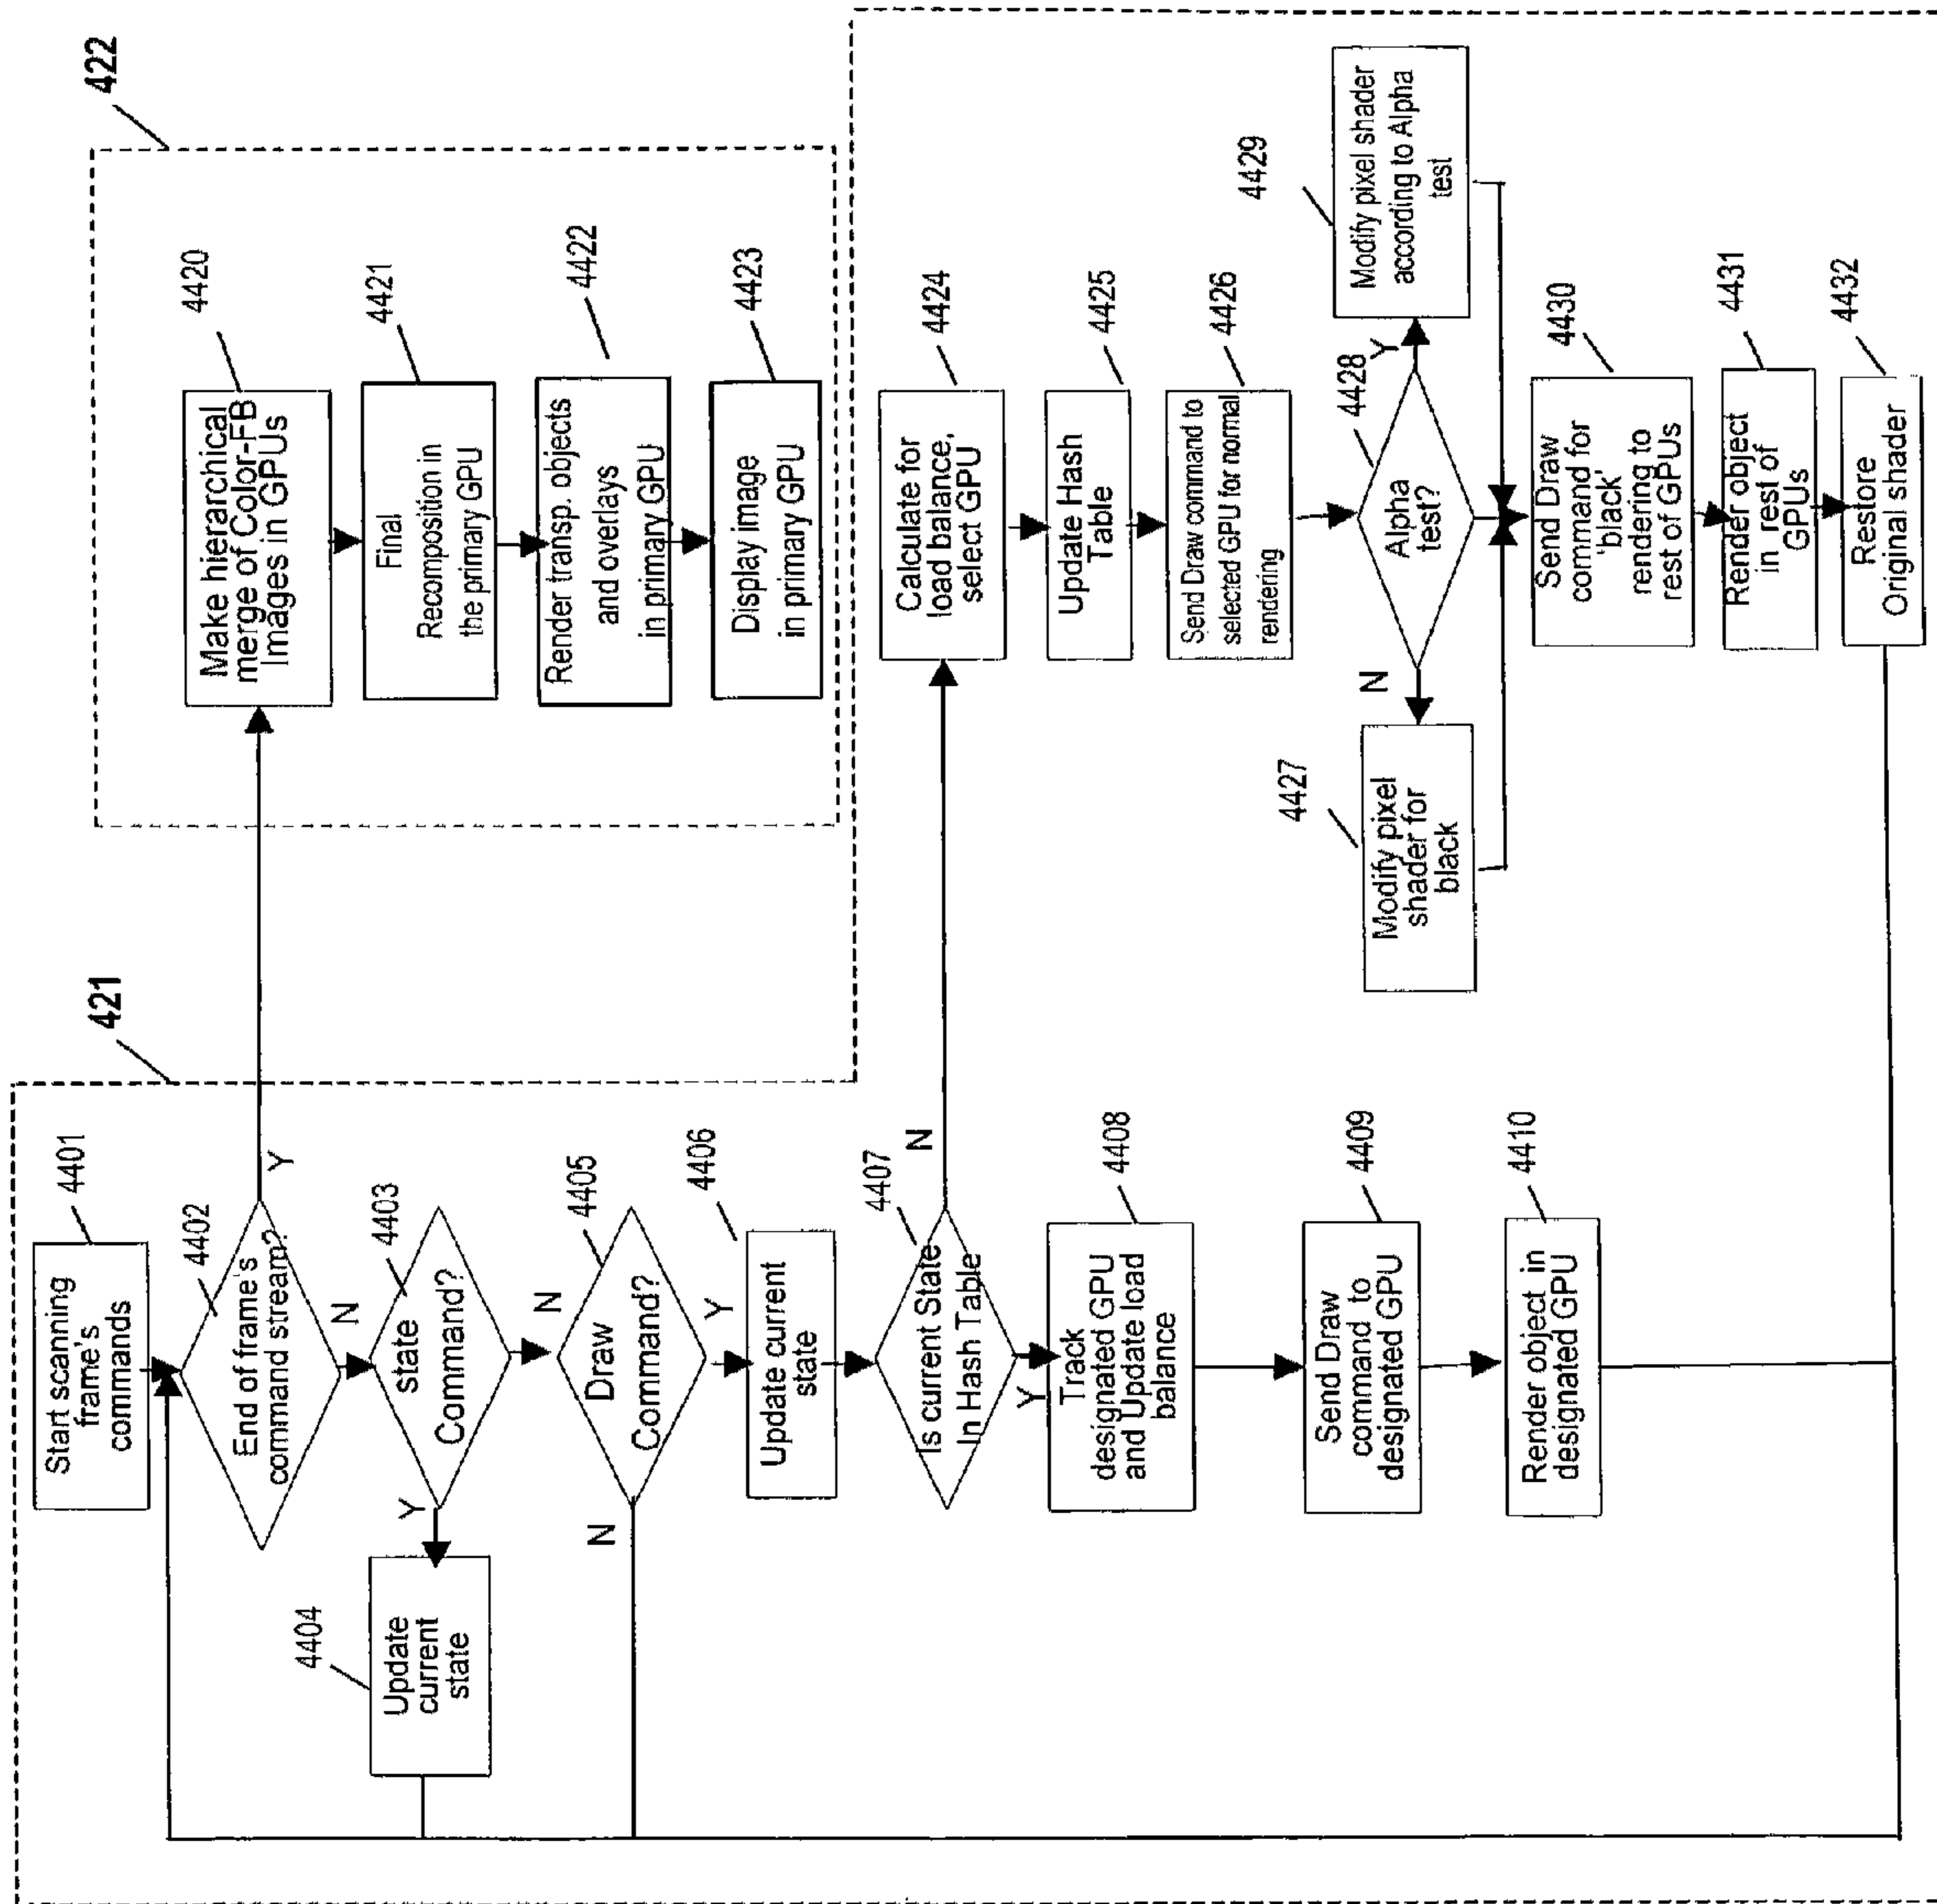 421
4401
Start scanning
frame's
commands
4402
End of frame's
command stream?
Y
N
4403
state
Command?
Y
N
4404
Update
current
state
4405
Draw
Command?
N
Y
4406
Update current
state
4407
Is current State
In Hash Table
N
Y
4408
Track
designated GPU
and Update load
balance
4409
Send Draw
command to
designated GPU
4410
Render object in
designated GPU
422
4420
Make hierarchical
merge of Color-FB
Images in GPUs
4421
Final
Recomposition in
the primary GPU
4422
Render transp. objects
and overlays
in primary GPU
4423
Display image
in primary GPU
4424
Calculate for
load balance,
select GPU
4425
Update Hash
Table
4426
Send Draw command to
selected GPU for normal
rendering
4428
Alpha
test?
N
Y
4427
Modify pixel
shader for
black
4429
Modify pixel shader
according to Alpha
test
4430
Send Draw
command for
'black'
rendering to
rest of GPUs
4431
Render object
in rest of
GPUs
4432
Restore
Original shader